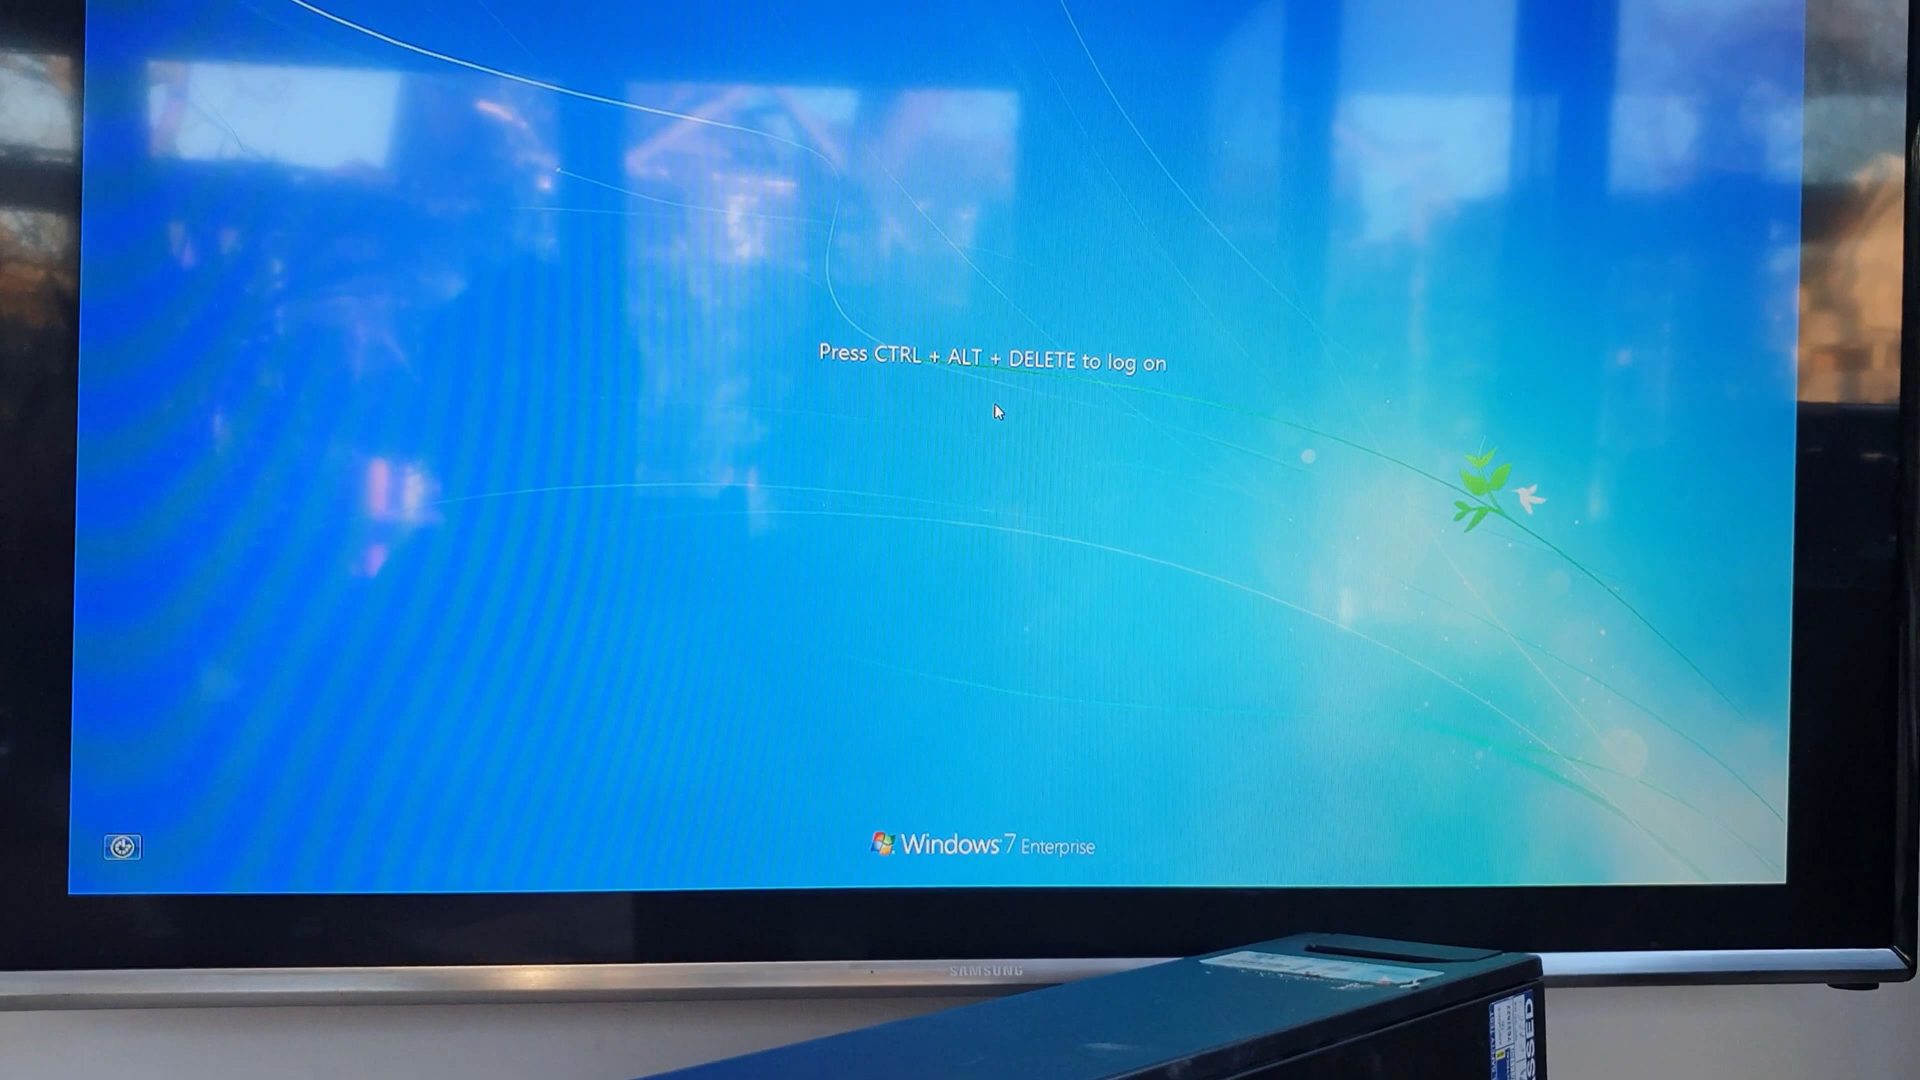 Press CTRL + ALT + DELETE to log on
Windows 7 Enterprise
SAMSUNG